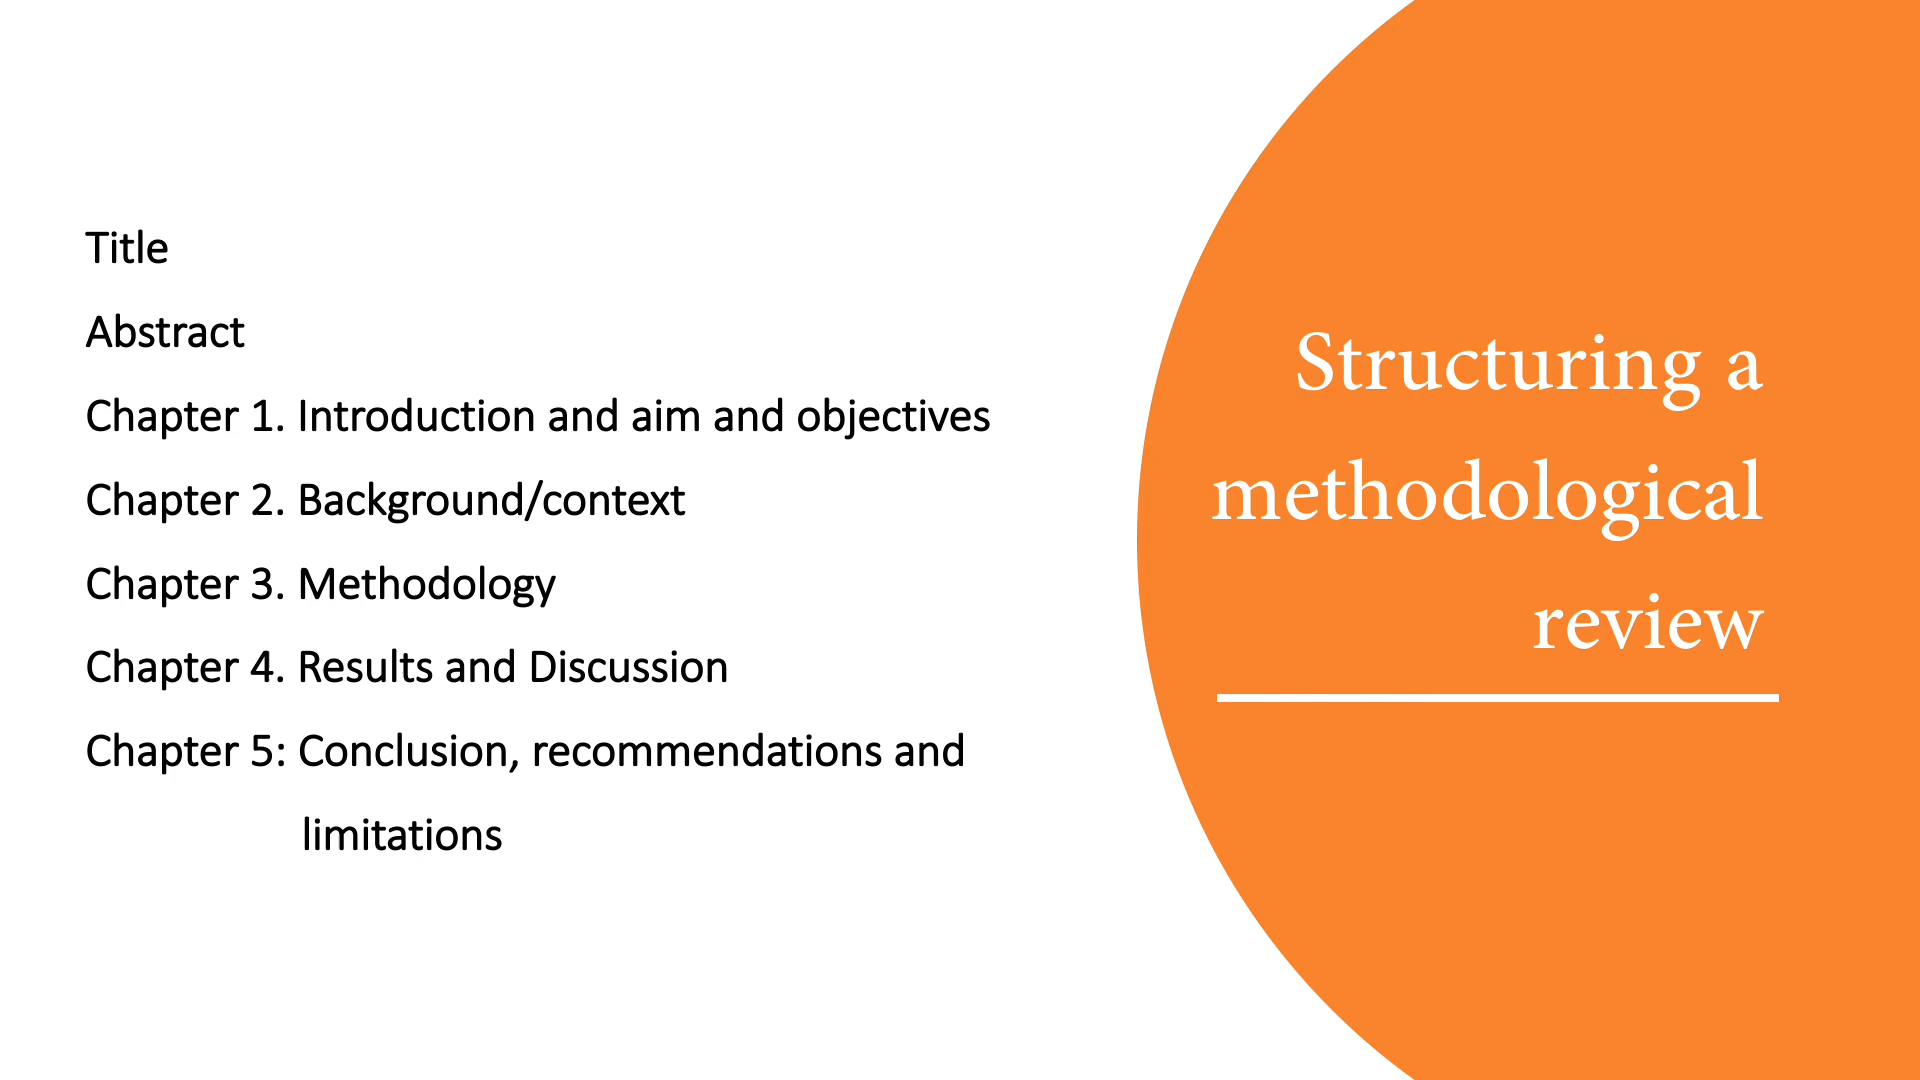 Title
Abstract
Chapter 1. Introduction and aim and objectives
Chapter 2. Background/context
Chapter 3. Methodology
Chapter 4. Results and Discussion
Chapter 5: Conclusion, recommendations and
limitations
Structuring a
methodological
review